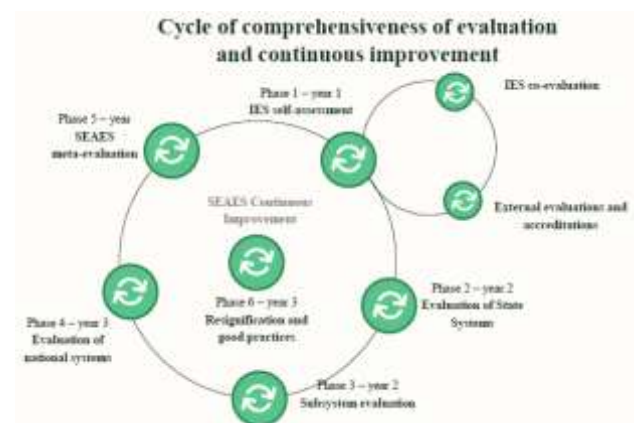 Cycle of comprehensiveness of evaluation
and continuous improvement
Phase 1 – year 1
IES self-assessment
IES co-evaluation
External evaluations and
accreditations
Phase 5 – year
SEAES
meta-evaluation
SEAES Continuous
Improvement
Phase 6 – year 3
Resignification and
good practices
Phase 2 – year 2
Evaluation of State
Systems
Phase 4 – year 3
Evaluation of
national systems
Phase 3 – year 2
Subsystem evaluation